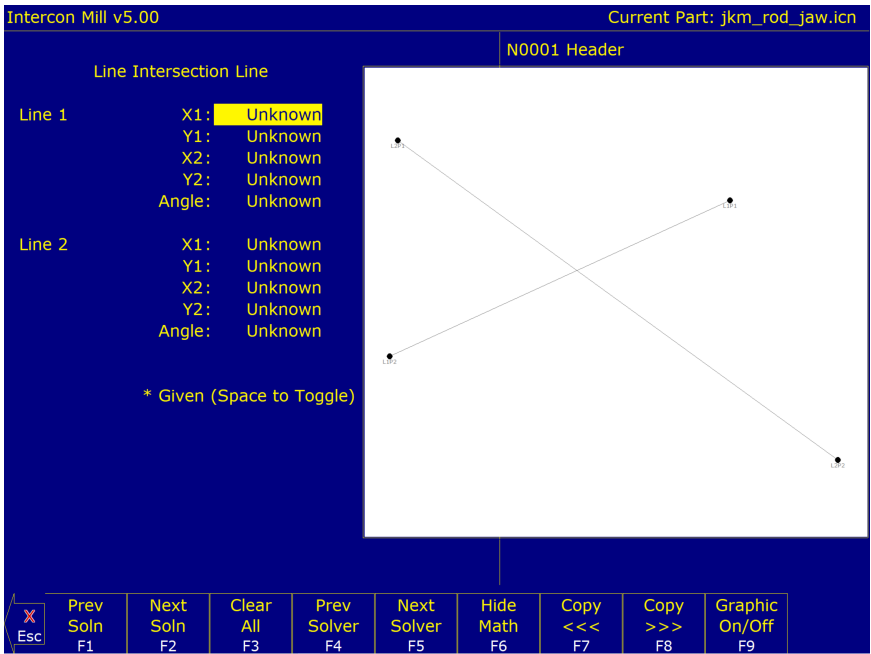 Intercon Mill v5.00
Current Part: jkm_rod_jaw.icn
N0001 Header
Line Intersection Line
Line 1
X1: Unknown
Y1: Unknown
X2: Unknown
Y2: Unknown
Angle: Unknown
Line 2
X1: Unknown
Y1: Unknown
X2: Unknown
Y2: Unknown
Angle: Unknown
* Given (Space to Toggle)
L2P1
L1P1
L1P2
L2P2
X
Esc
Prev
Soln
F1
Next
Soln
F2
Clear
All
F3
Prev
Solver
F4
Next
Solver
F5
Hide
Math
F6
Copy
<<<
F7
Copy
>>>
F8
Graphic
On/Off
F9